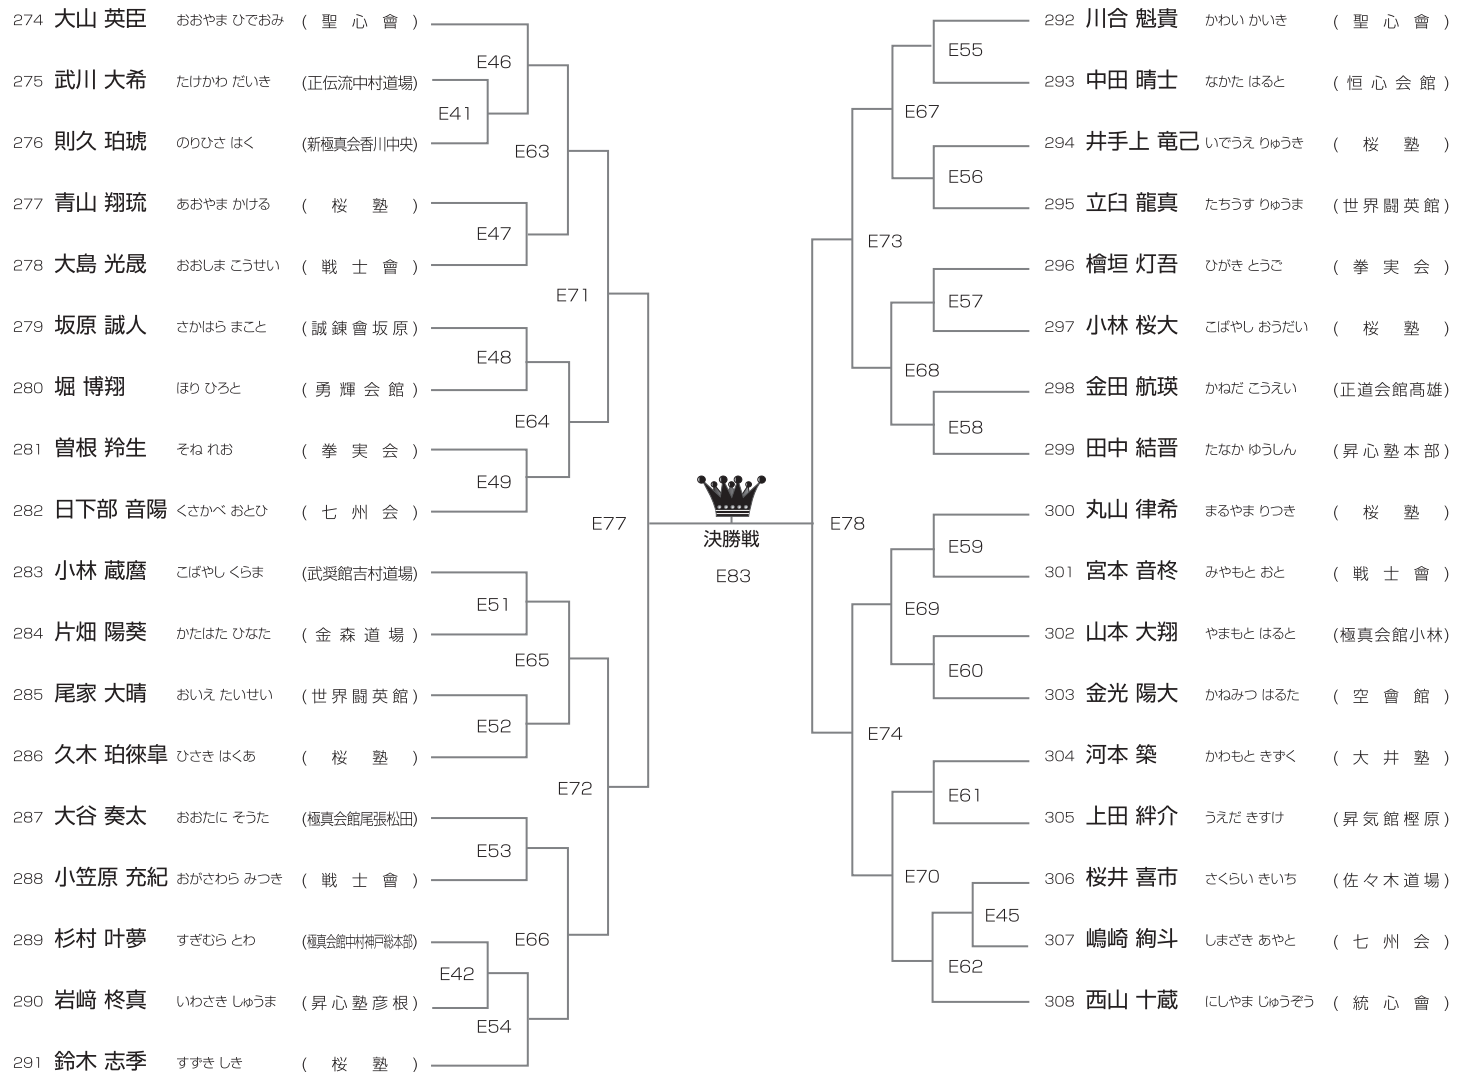 274 大山 英臣 おおやま ひでおみ (聖心會)
275 武川 大希 たけかわ だいき (正伝流中村道場)
276 則久 珀琥 のりひさ はく (新極真会香川中央)
277 青山 翔琉 あおやま かける (桜塾)
278 大島 光晟 おおしま こうせい (戦士會)
279 坂原 誠人 さかはら まこと (誠錬會坂原)
280 堀 博翔 ほり ひろと (勇輝会館)
281 曽根 羚生 そね れお (拳実会)
282 日下部 音陽 くさかべ おとひ (七州会)
283 小林 蔵麿 こばやし くらま (武奨館吉村道場)
284 片畑 陽葵 かたはた ひなた (金森道場)
285 尾家 大晴 おいえ たいせい (世界闘英館)
286 久木 珀徠皐 ひさき はくあ (桜塾)
287 大谷 奏太 おおたに そうた (極真会館尾張松田)
288 小笠原 充紀 おがさわら みつき (戦士會)
289 杉村 叶夢 すぎむら とわ (極真会館中村神戸総本部)
290 岩﨑 柊真 いわさき しゅうま (昇心塾彦根)
291 鈴木 志季 すずき しき (桜塾)
E46
E41
E63
E47
E71
E48
E64
E49
E77
E51
E65
E52
E72
E53
E66
E42
E54
決勝戦
E83
E55
E67
E56
E73
E57
E68
E58
E78
E59
E69
E60
E74
E61
E70
E45
E62
292 川合 魁貴 かわい かいき (聖心會)
293 中田 晴士 なかた はると (恒心会館)
294 井手上 竜己 いでうえ りゅうき (桜塾)
295 立臼 龍真 たちうす りゅうま (世界闘英館)
296 檜垣 灯吾 ひがき とうご (拳実会)
297 小林 桜大 こばやし おうだい (桜塾)
298 金田 航瑛 かねだ こうえい (正道会館髙雄)
299 田中 結晋 たなか ゆうしん (昇心塾本部)
300 丸山 律希 まるやま りつき (桜塾)
301 宮本 音柊 みやもと おと (戦士會)
302 山本 大翔 やまもと はると (極真会館小林)
303 金光 陽大 かねみつ はるた (空會館)
304 河本 築 かわもと きずく (大井塾)
305 上田 絆介 うえだ きすけ (昇気館樫原)
306 桜井 喜市 さくらい きいち (佐々木道場)
307 嶋崎 絢斗 しまざき あやと (七州会)
308 西山 十蔵 にしやま じゅうぞう (統心會)